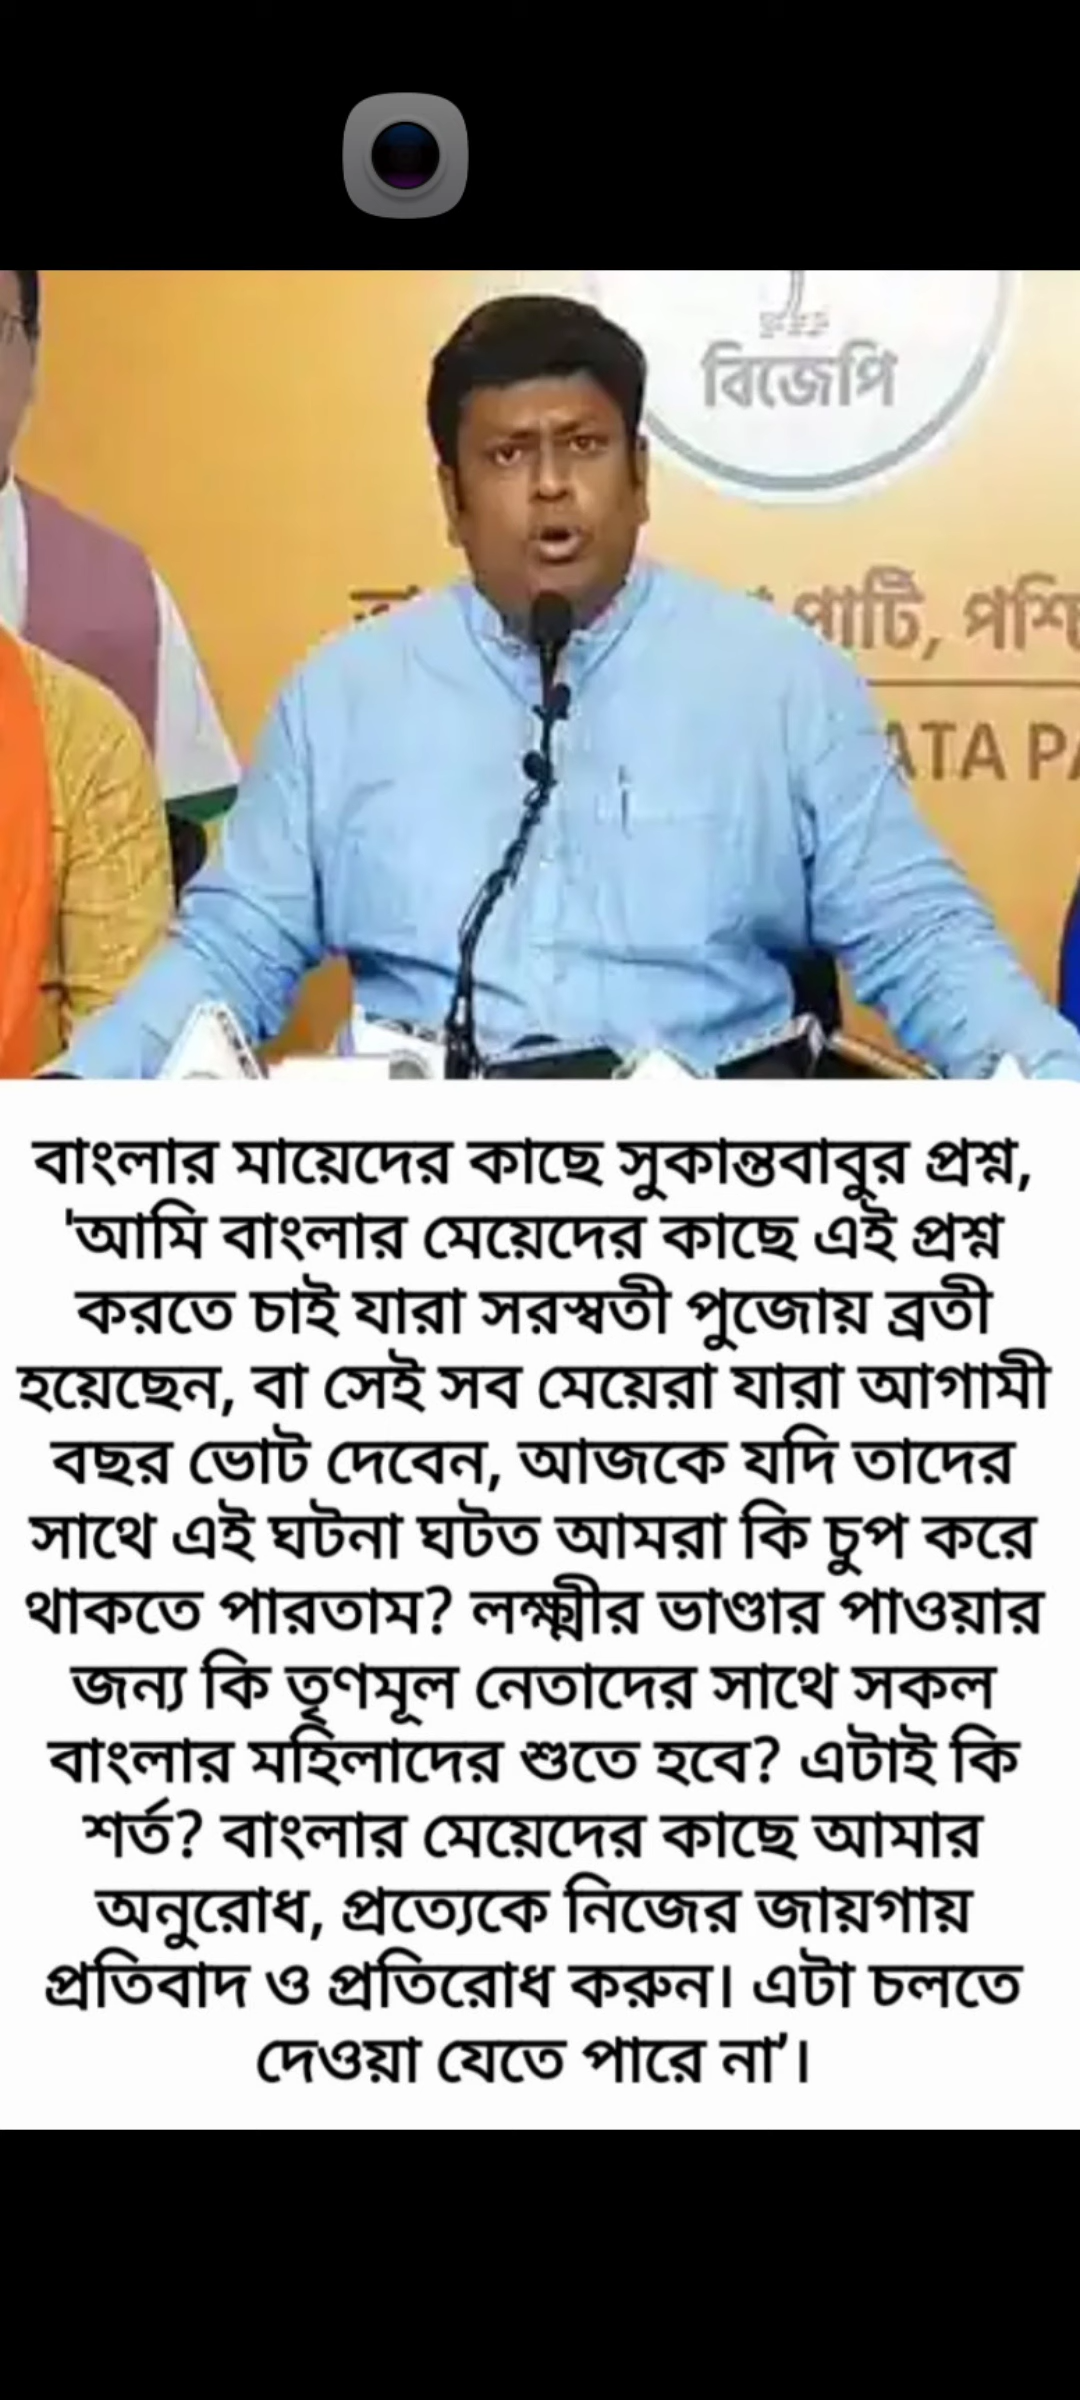 বিজেপি
পার্টি, পশ্চি
ATA PA
বাংলার মায়েদের কাছে সুকান্তবাবুর প্রশ্ন,
'আমি বাংলার মেয়েদের কাছে এই প্রশ্ন
করতে চাই যারা সরস্বতী পুজোয় ব্রতী
হয়েছেন, বা সেই সব মেয়েরা যারা আগামী
বছর ভোট দেবেন, আজকে যদি তাদের
সাথে এই ঘটনা ঘটত আমরা কি চুপ করে
থাকতে পারতাম? লক্ষ্মীর ভাণ্ডার পাওয়ার
জন্য কি তৃণমূল নেতাদের সাথে সকল
বাংলার মহিলাদের শুতে হবে? এটাই কি
শর্ত? বাংলার মেয়েদের কাছে আমার
অনুরোধ, প্রত্যেকে নিজের জায়গায়
প্রতিবাদ ও প্রতিরোধ করুন। এটা চলতে
দেওয়া যেতে পারে না'।